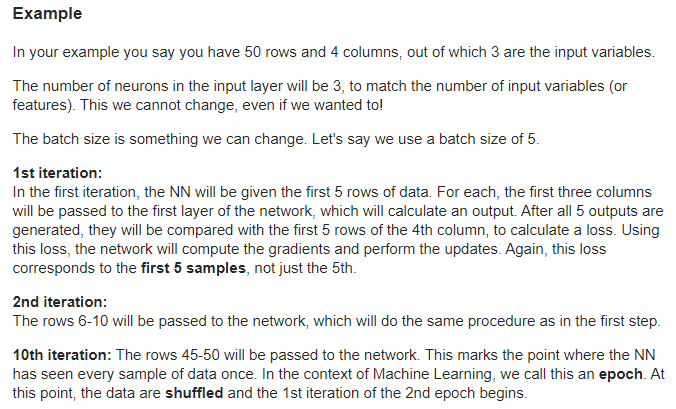 Example
In your example you say you have 50 rows and 4 columns, out of which 3 are the input variables.
The number of neurons in the input layer will be 3, to match the number of input variables (or
features). This we cannot change, even if we wanted to!
The batch size is something we can change. Let's say we use a batch size of 5.
1st iteration:
In the first iteration, the NN will be given the first 5 rows of data. For each, the first three columns
will be passed to the first layer of the network, which will calculate an output. After all 5 outputs are
generated, they will be compared with the first 5 rows of the 4th column, to calculate a loss. Using
this loss, the network will compute the gradients and perform the updates. Again, this loss
corresponds to the first 5 samples, not just the 5th.
2nd iteration:
The rows 6-10 will be passed to the network, which will do the same procedure as in the first step.
10th iteration: The rows 45-50 will be passed to the network. This marks the point where the NN
has seen every sample of data once. In the context of Machine Learning, we call this an epoch. At
this point, the data are shuffled and the 1st iteration of the 2nd epoch begins.